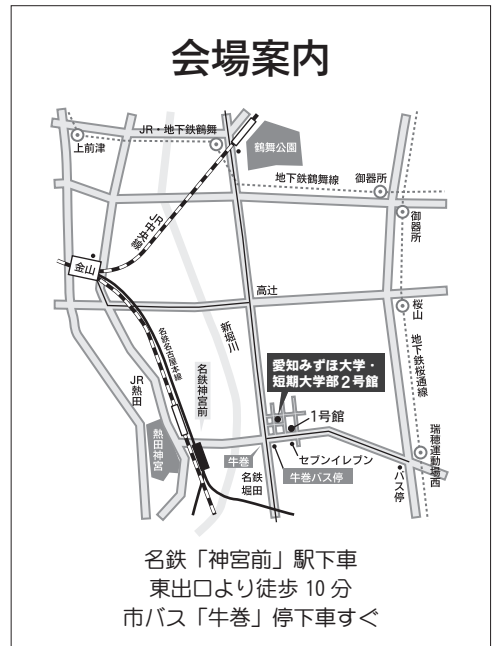 会場案内
JR・地下鉄鶴舞
上前津
鶴舞公園
地下鉄鶴舞線
御器所
御器所
JR中央線
金山
高辻
桜山
名鉄名古屋本線
新堀川
地下鉄桜通線
愛知みずほ大学・
短期大学部２号館
JR
熱田
名鉄神宮前
1号館
熱田神宮
牛巻
セブンイレブン
瑞穂運動場西
名鉄
堀田
牛巻バス停
バス停
名鉄「神宮前」駅下車
東出口より徒歩 10 分
市バス「牛巻」停下車すぐ